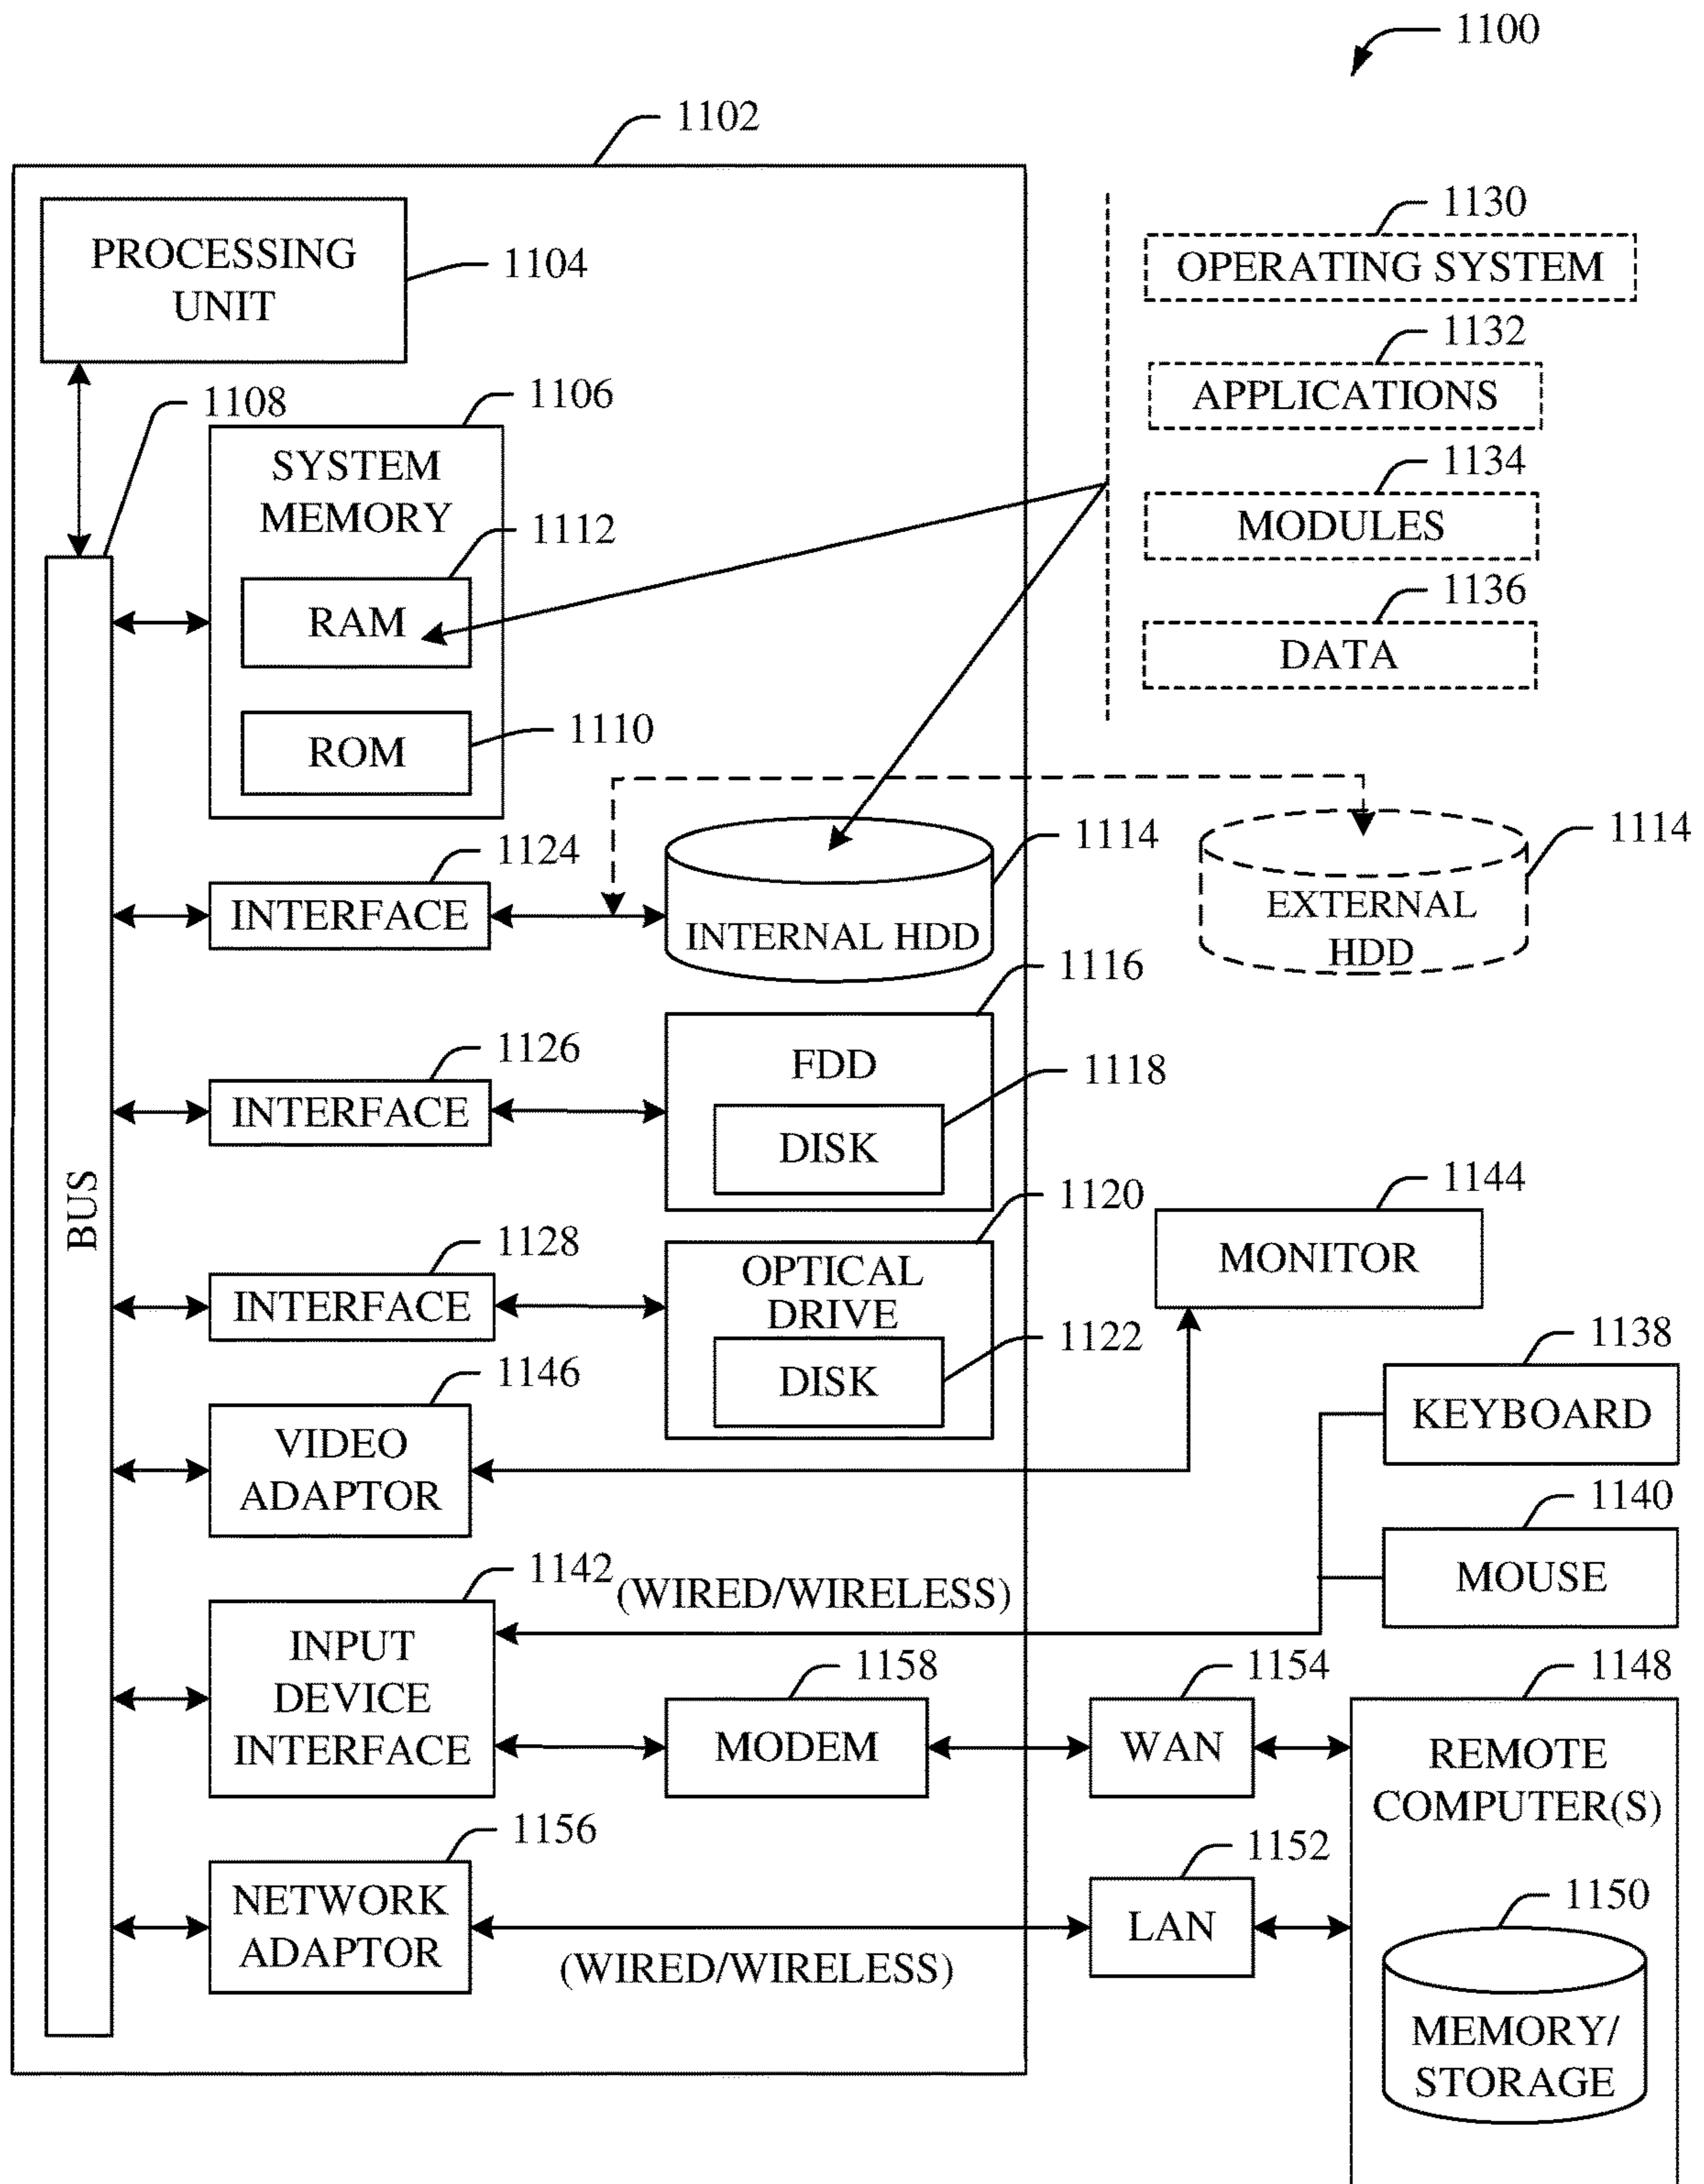 1100
1102
PROCESSING
UNIT
1104
1130
OPERATING SYSTEM
1132
APPLICATIONS
1134
MODULES
1136
DATA
1108
1106
SYSTEM
MEMORY
1112
RAM
1110
ROM
1124
INTERFACE
1114
INTERNAL HDD
1114
EXTERNAL
HDD
1126
INTERFACE
1116
FDD
1118
DISK
BUS
1128
INTERFACE
1120
OPTICAL
DRIVE
1122
DISK
1144
MONITOR
1146
VIDEO
ADAPTOR
1138
KEYBOARD
1140
MOUSE
1142
(WIRED/WIRELESS)
INPUT
DEVICE
INTERFACE
1158
MODEM
1154
WAN
1148
REMOTE
COMPUTER(S)
1156
NETWORK
ADAPTOR
(WIRED/WIRELESS)
1152
LAN
1150
MEMORY/
STORAGE